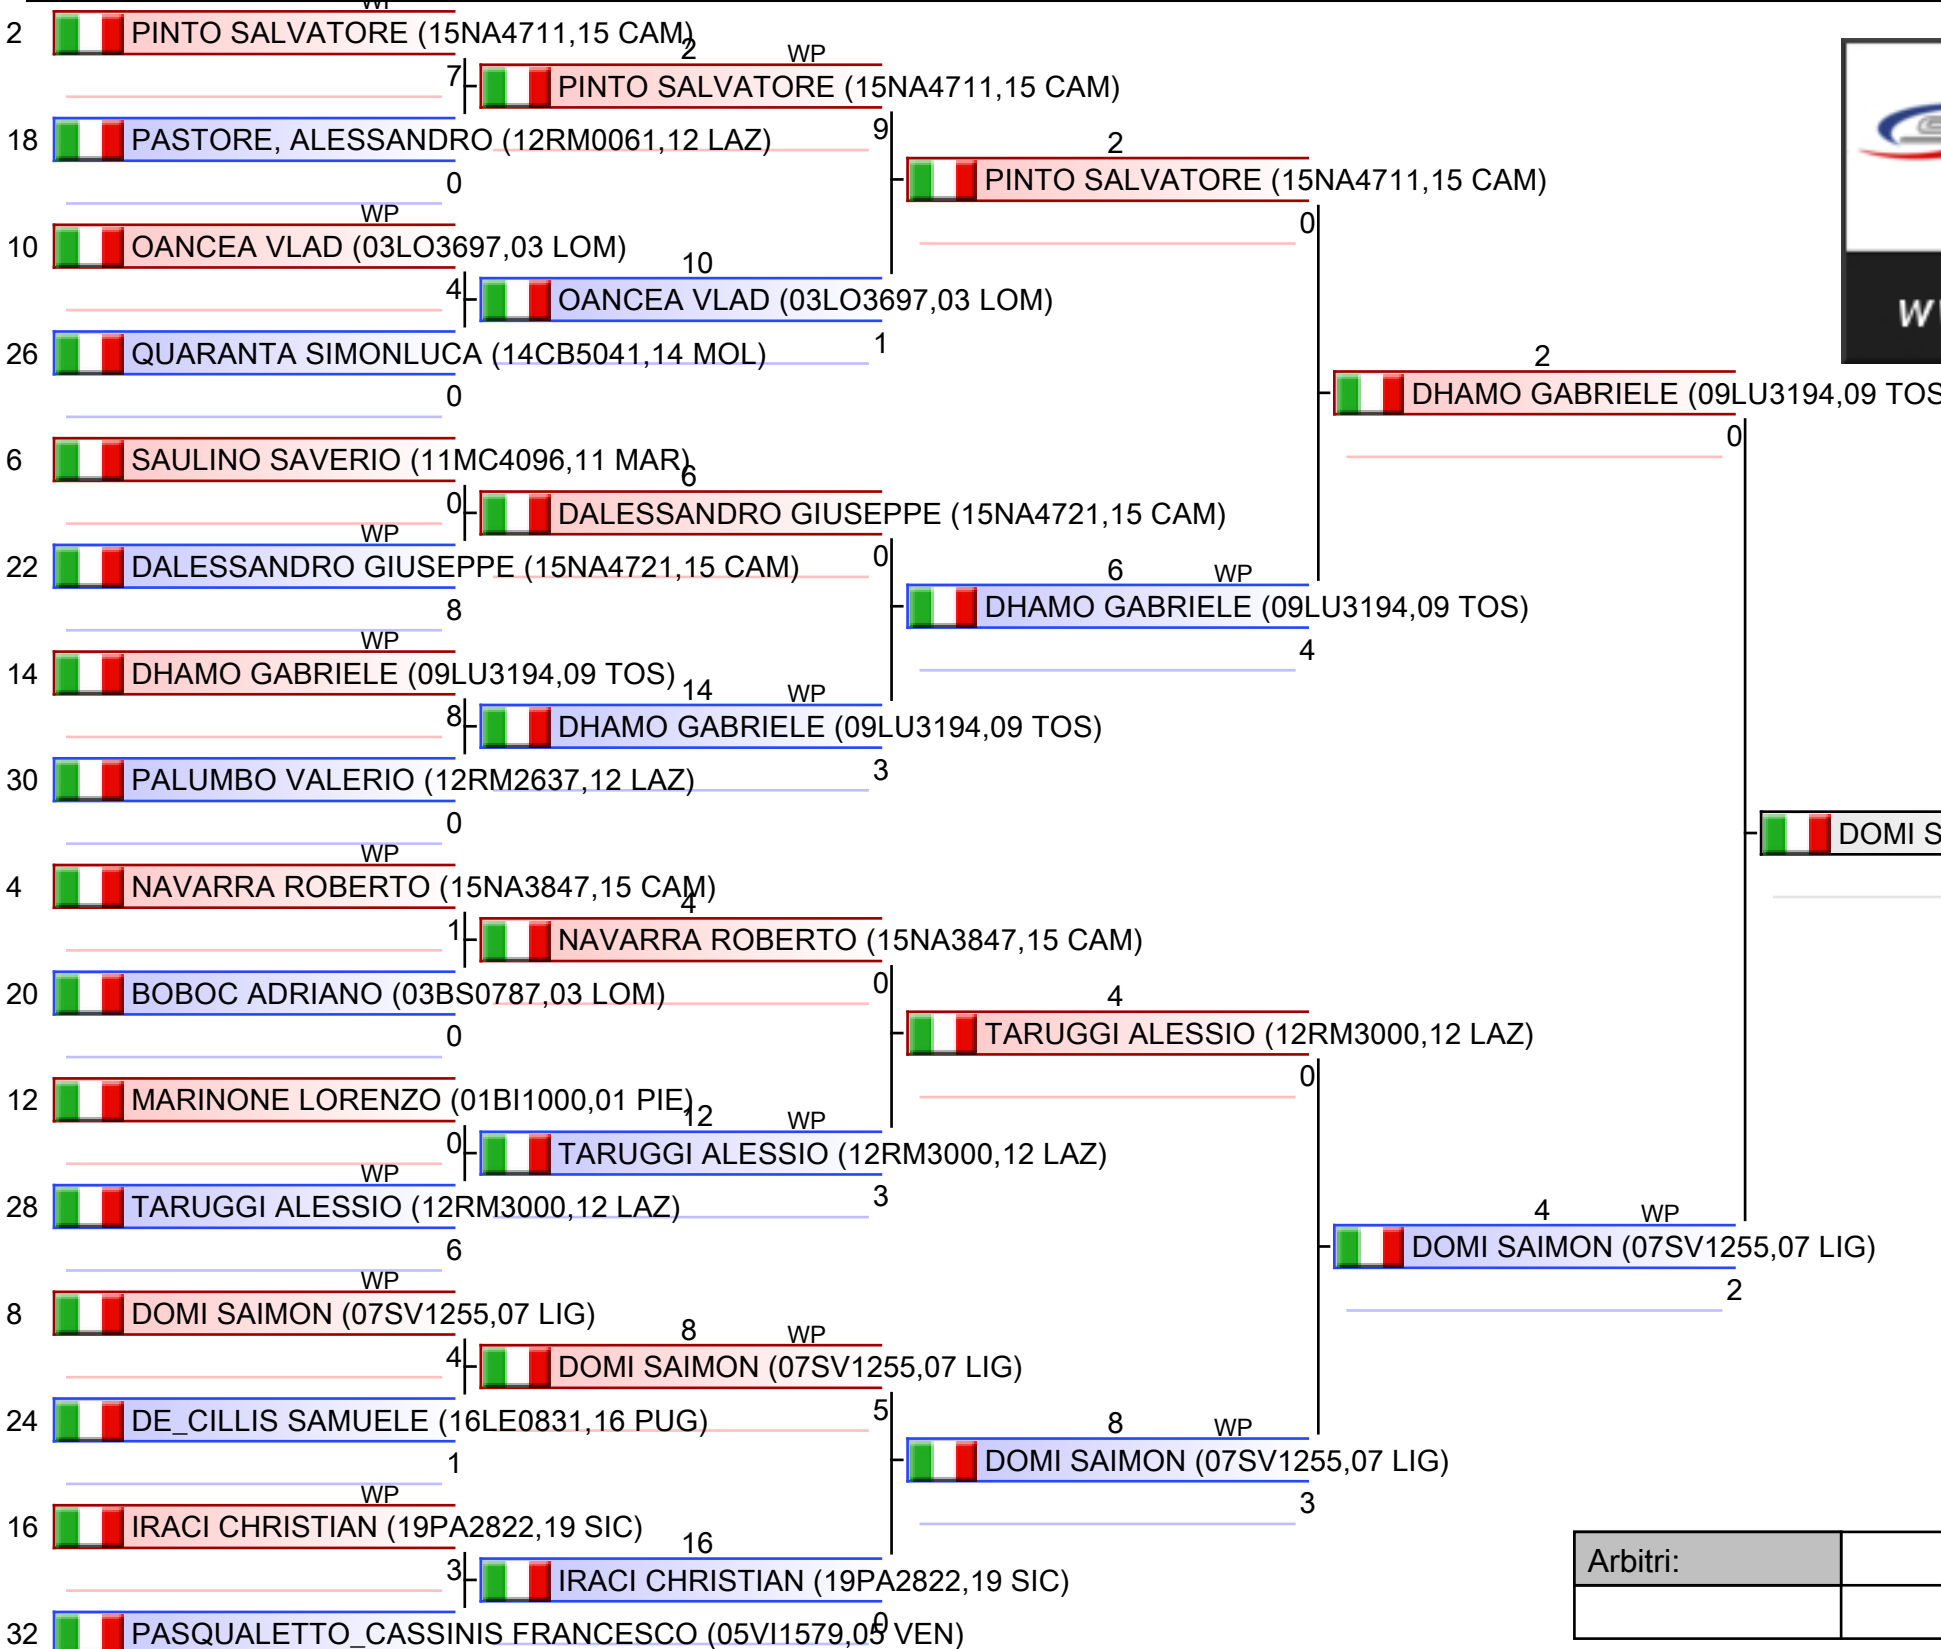 WP
2 PINTO SALVATORE (15NA4711,15 CAM)
7
2 WP
PINTO SALVATORE (15NA4711,15 CAM)
18 PASTORE, ALESSANDRO (12RM0061,12 LAZ)
0
9
2
PINTO SALVATORE (15NA4711,15 CAM)
0
WP
10 OANCEA VLAD (03LO3697,03 LOM)
4
10
OANCEA VLAD (03LO3697,03 LOM)
1
26 QUARANTA SIMONLUCA (14CB5041,14 MOL)
0
2
DHAMO GABRIELE (09LU3194,09 TOS
0
6 SAULINO SAVERIO (11MC4096,11 MAR)
0
6
DALESSANDRO GIUSEPPE (15NA4721,15 CAM)
0
WP
22 DALESSANDRO GIUSEPPE (15NA4721,15 CAM)
8
6 WP
DHAMO GABRIELE (09LU3194,09 TOS)
4
WP
14 DHAMO GABRIELE (09LU3194,09 TOS)
8
14 WP
DHAMO GABRIELE (09LU3194,09 TOS)
3
30 PALUMBO VALERIO (12RM2637,12 LAZ)
0
DOMI S
WP
4 NAVARRA ROBERTO (15NA3847,15 CAM)
1
4
NAVARRA ROBERTO (15NA3847,15 CAM)
0
20 BOBOC ADRIANO (03BS0787,03 LOM)
0
4
TARUGGI ALESSIO (12RM3000,12 LAZ)
0
12 MARINONE LORENZO (01BI1000,01 PIE)
0
12 WP
TARUGGI ALESSIO (12RM3000,12 LAZ)
3
WP
28 TARUGGI ALESSIO (12RM3000,12 LAZ)
6
4 WP
DOMI SAIMON (07SV1255,07 LIG)
2
WP
8 DOMI SAIMON (07SV1255,07 LIG)
4
8 WP
DOMI SAIMON (07SV1255,07 LIG)
5
24 DE_CILLIS SAMUELE (16LE0831,16 PUG)
1
8 WP
DOMI SAIMON (07SV1255,07 LIG)
3
WP
16 IRACI CHRISTIAN (19PA2822,19 SIC)
3
16
IRACI CHRISTIAN (19PA2822,19 SIC)
0
32 PASQUALETTO_CASSINIS FRANCESCO (05VI1579,05 VEN)
Arbitri: